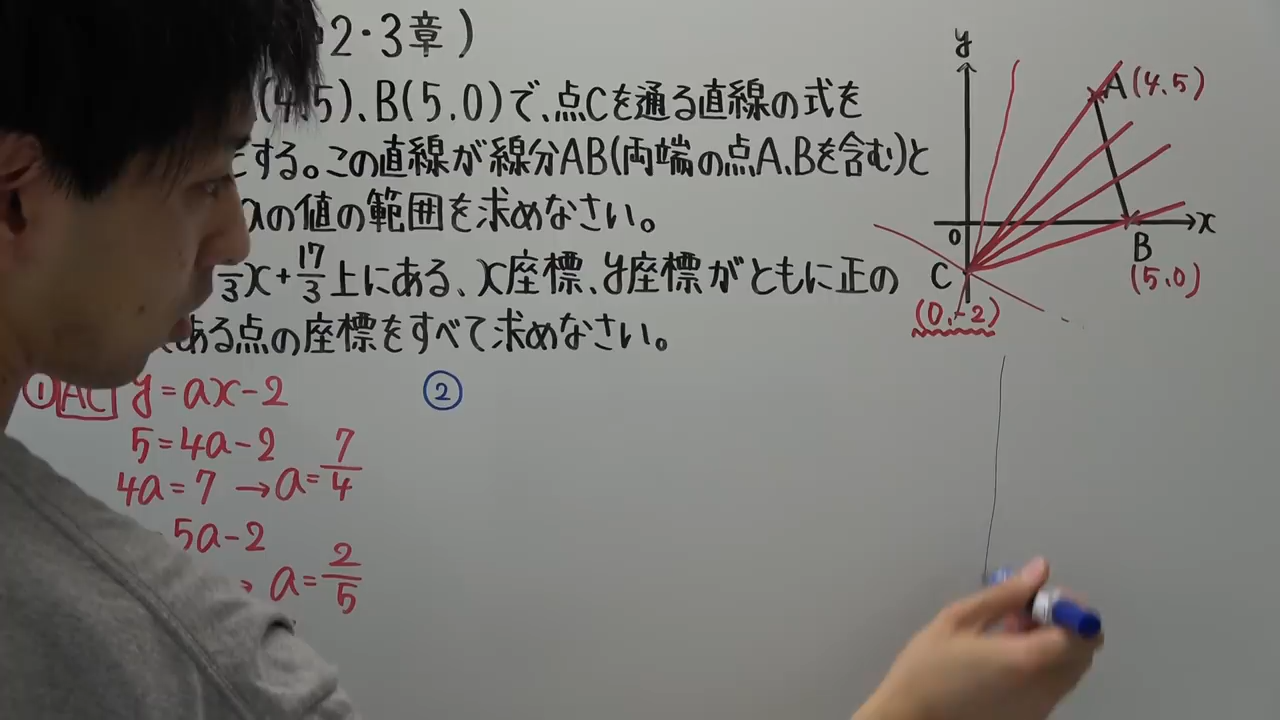 ・2・3章）
(4、5)、B(5、0)で、点Cを通る直線の式を
とする。この直線が線分AB(両端の点A、Bを含む)と
aの値の範囲を求めなさい。
3x+17/3上にある、x座標、y座標がともに正の
ある点の座標をすべて求めなさい。
① AC y=ax-2
5=4a-2
4a=7 →a=7/4
5a-2
→ a=2/5
②
y
A(4、5)
x
O
B
(5、0)
C
(0、-2)